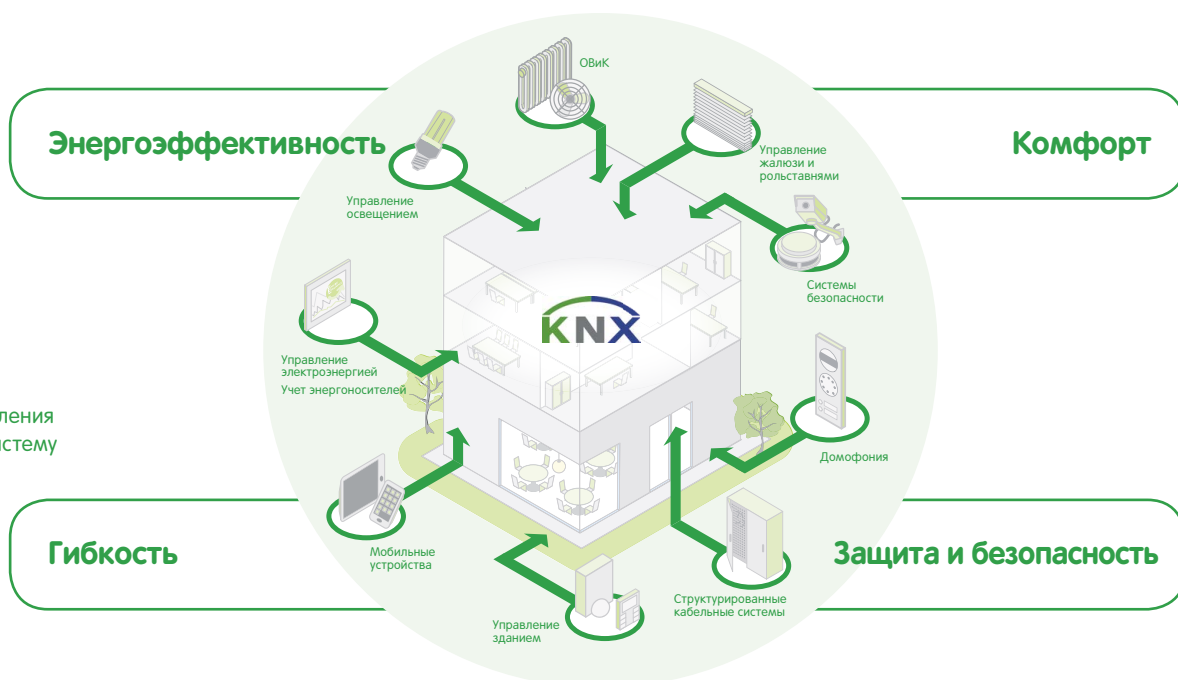 ОВиК
Энергоэффективность
Комфорт
Управление
жалюзи и
рольставнями
Управление
освещением
Системы
безопасности
KNX
Управление
электроэнергией
Учет энергоносителей
ления
стему
Домофония
Гибкость
Мобильные
устройства
Защита и безопасность
Структурированные
кабельные системы
Управление
зданием